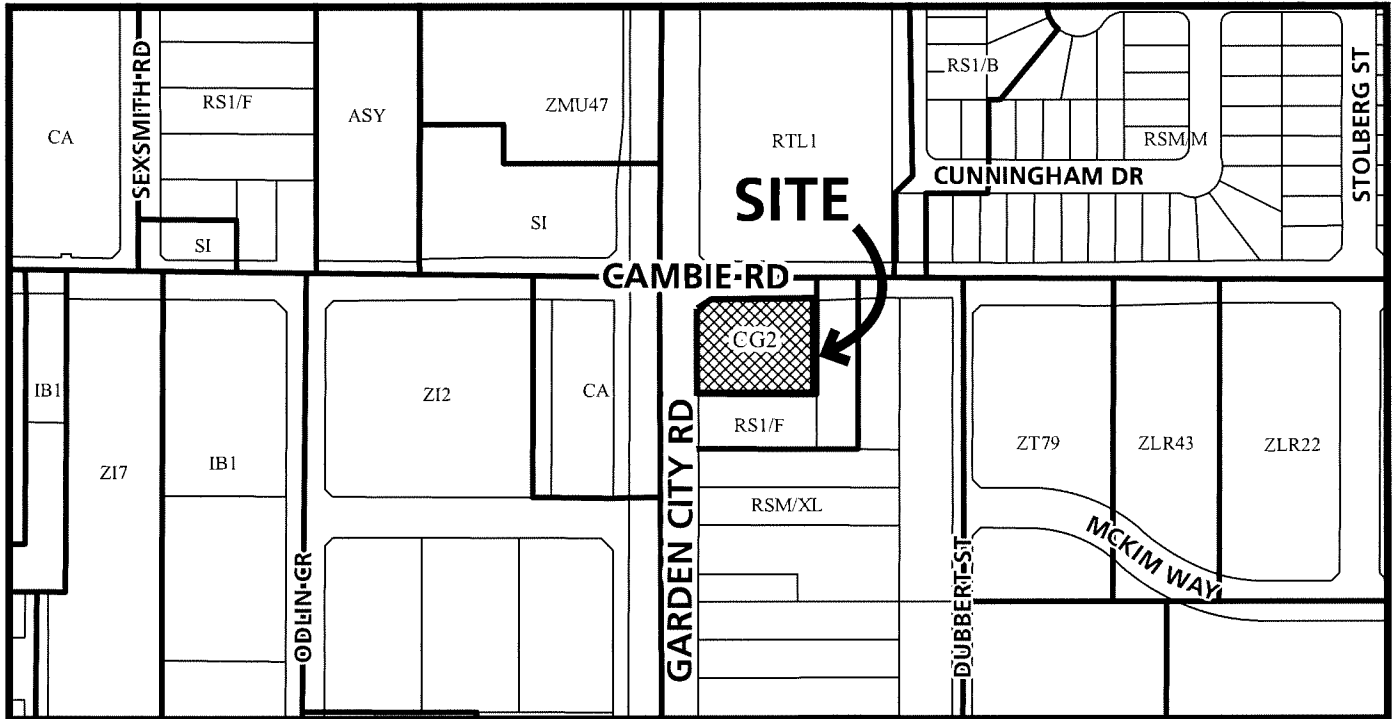 CA
SEXSMITH RD
RS1/F
ASY
ZMU47
SI
SI
RTL1
RS1/B
RSM/M
CUNNINGHAM DR
STOLBERG ST
SITE
CAMBIE RD
CG2
IB1
ZI7
IB1
ODLIN CR
ZI2
CA
GARDEN CITY RD
RS1/F
RSM/XL
DUBBERT ST
ZT79
ZLR43
ZLR22
MCKIM WAY